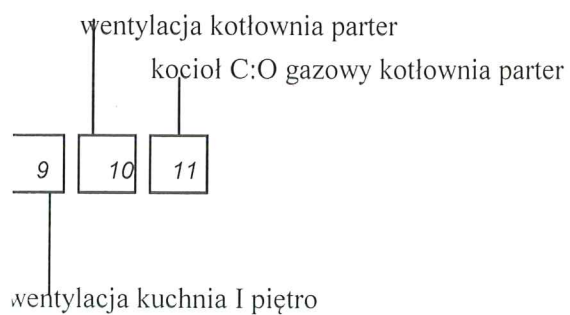 wentylacja kotłownia parter
kocioł C:O gazowy kotłownia parter
9 10 11
wentylacja kuchnia I piętro